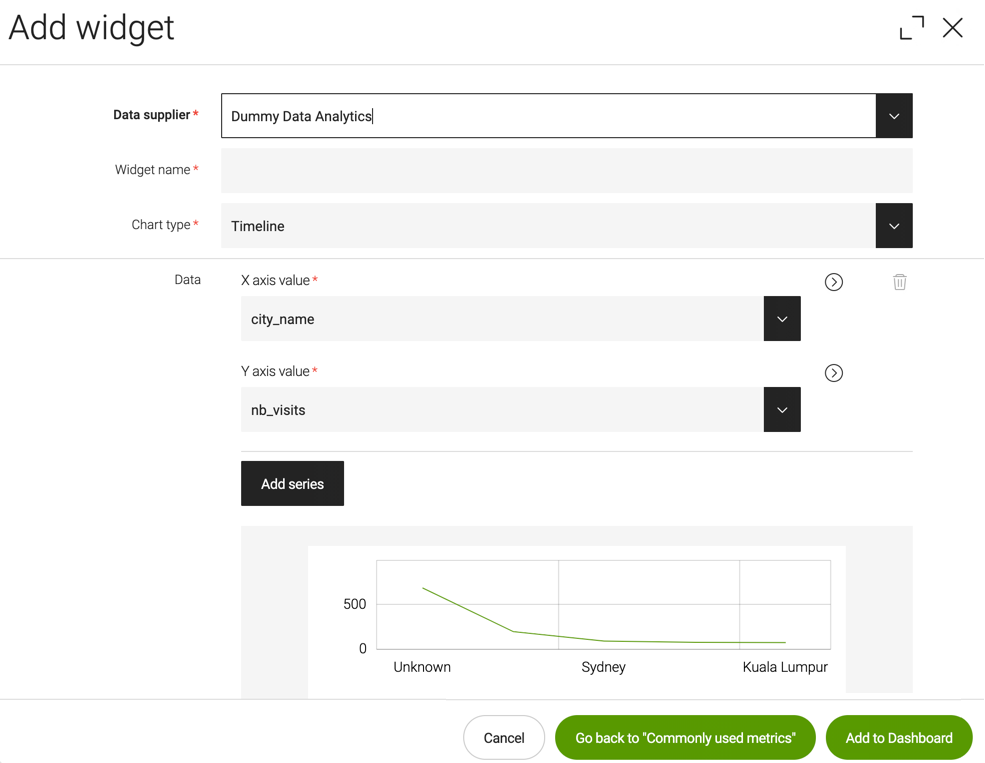 Add widget
Data supplier*
Dummy Data Analytics
Widget name*
Chart type*
Timeline
Data
X axis value*
city_name
Y axis value*
nb_visits
Add series
500
0
Unknown
Sydney
Kuala Lumpur
Cancel
Go back to "Commonly used metrics"
Add to Dashboard